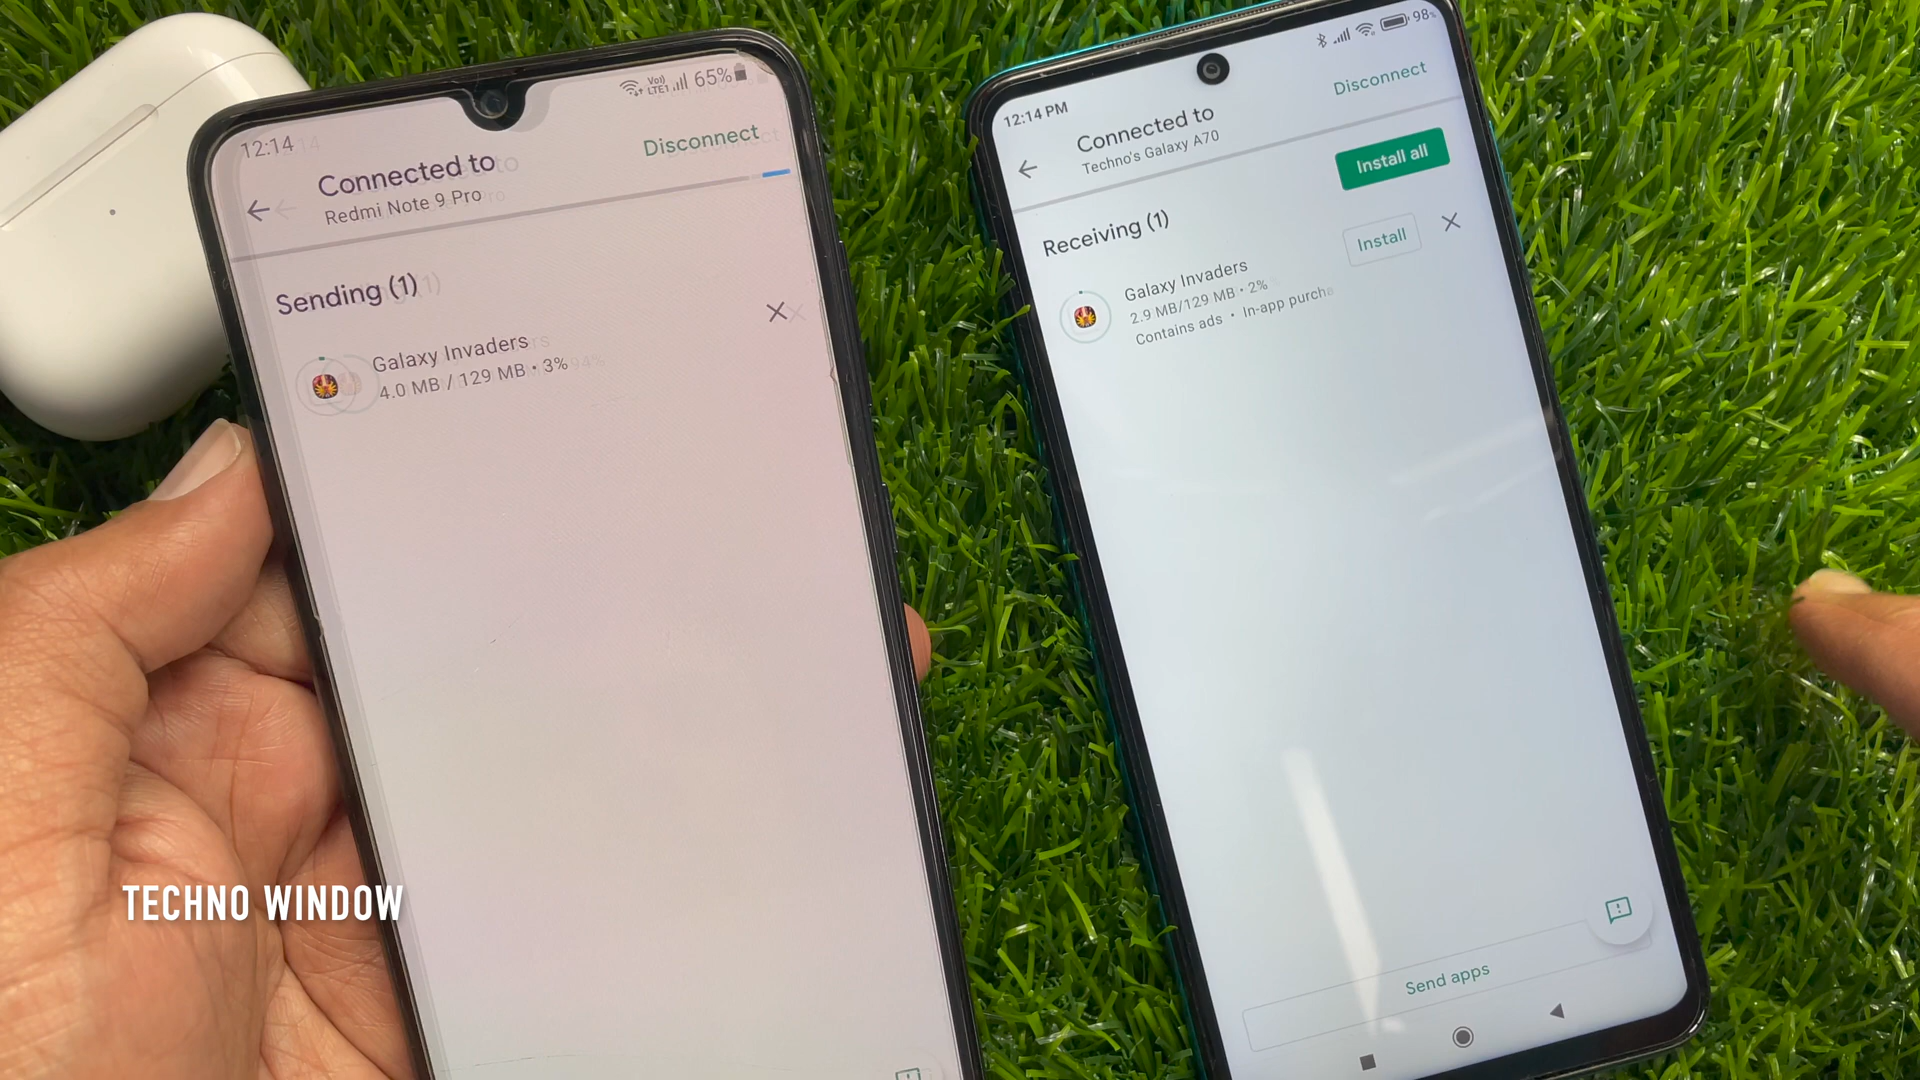 12:14
LTE1
65%
Connected to
Redmi Note 9 Pro
Disconnect
Sending (1)
Galaxy Invaders
4.0 MB / 129 MB • 3%
12:14 PM
98
Connected to
Techno's Galaxy A70
Disconnect
Install all
Receiving (1)
Galaxy Invaders
2.9 MB/129 MB • 2%
Contains ads • In-app purcha
Install
Send apps
TECHNO WINDOW